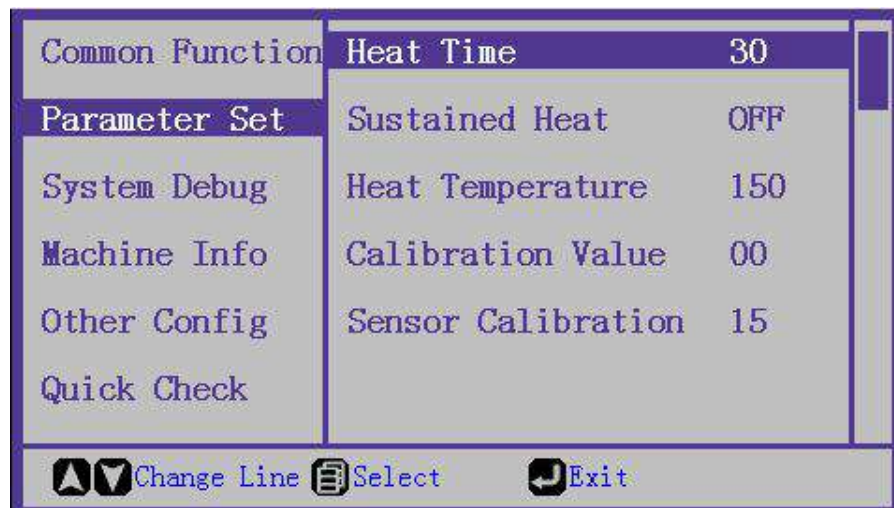 Common Function Heat Time 30
Parameter Set Sustained Heat OFF
System Debug Heat Temperature 150
Machine Info Calibration Value 00
Other Config Sensor Calibration 15
Quick Check
Change Line Select Exit